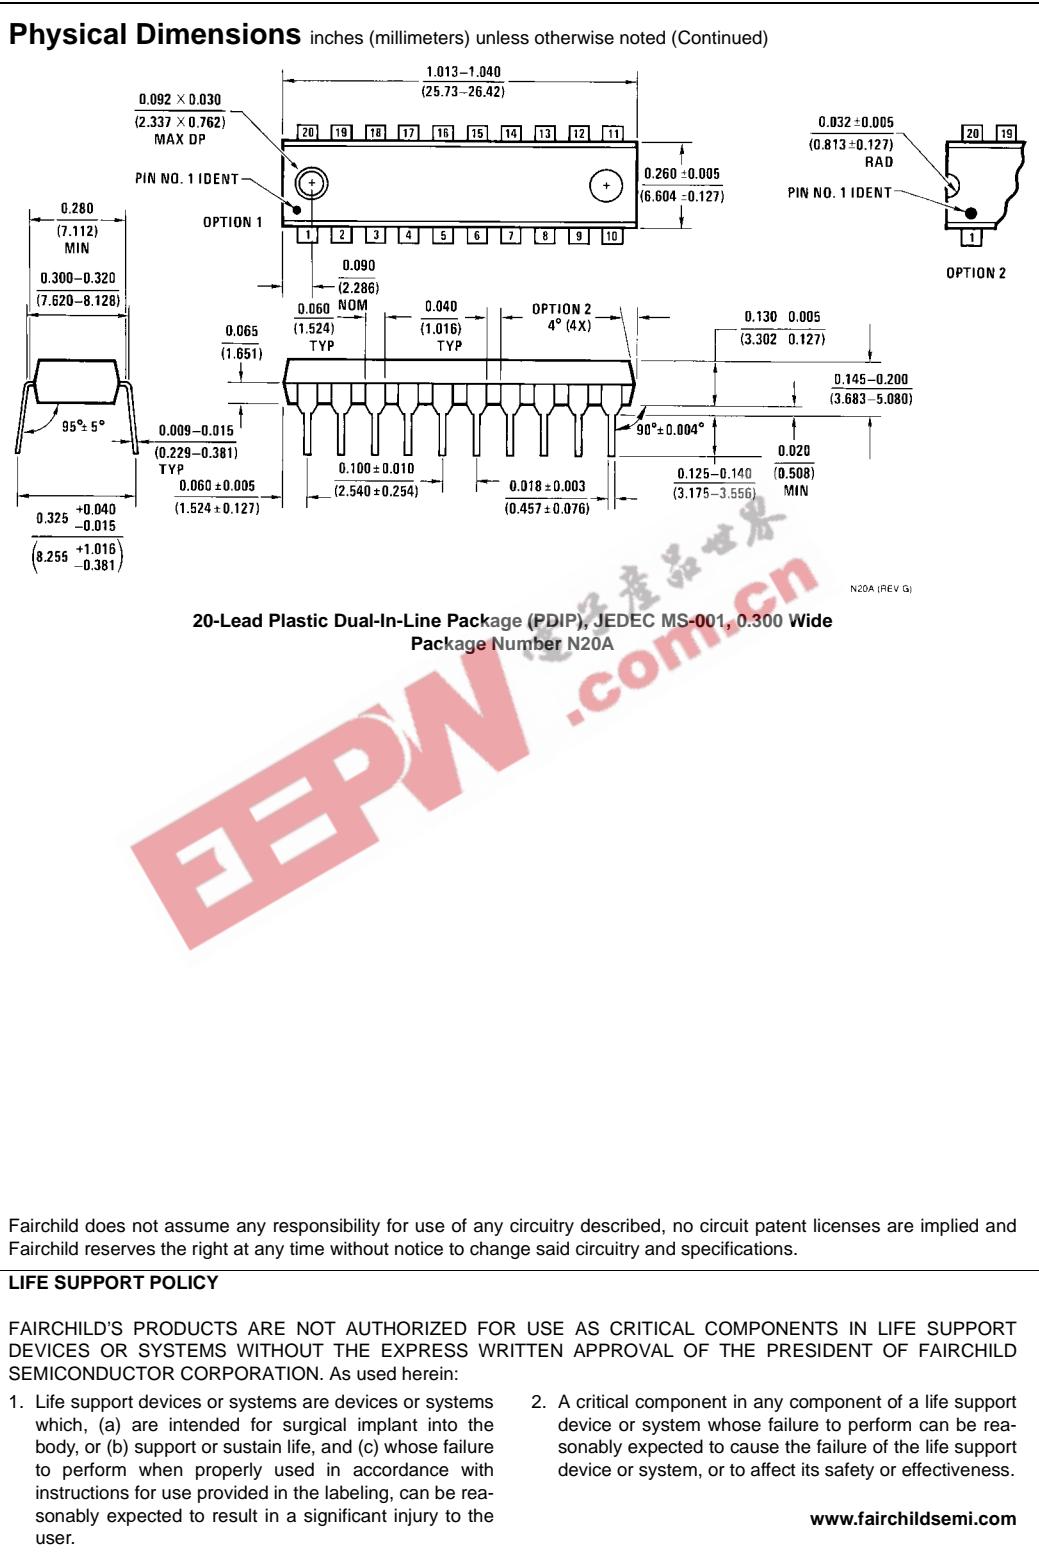 Physical Dimensions inches (millimeters) unless otherwise noted (Continued)
1.013–1.040
(25.73–26.42)
0.092 × 0.030
(2.337 × 0.762)
MAX DP
20 19 18 17 16 15 14 13 12 11
0.032 ±0.005
(0.813 ±0.127)
RAD
20 19
PIN NO. 1 IDENT
0.260 ±0.005
(6.604 ±0.127)
PIN NO. 1 IDENT
OPTION 1
1 2 3 4 5 6 7 8 9 10
1
OPTION 2
0.280
(7.112)
MIN
0.300–0.320
(7.620–8.128)
0.090
(2.286)
NOM
0.060
(1.524)
TYP
0.040
(1.016)
TYP
OPTION 2
4° (4X)
0.130 0.005
(3.302 0.127)
0.065
(1.651)
0.145–0.200
(3.683–5.080)
95°± 5°
90°±0.004°
0.009–0.015
(0.229–0.381)
TYP
0.100 ±0.010
(2.540 ±0.254)
0.020
(0.508)
MIN
0.125–0.140
(3.175–3.556)
0.060 ±0.005
(1.524 ±0.127)
0.018 ±0.003
(0.457 ±0.076)
0.325 +0.040
–0.015
(8.255 +1.016
–0.381)
N20A (REV G)
20-Lead Plastic Dual-In-Line Package (PDIP), JEDEC MS-001, 0.300 Wide
Package Number N20A
EEPW 電子產品世界
.com.cn
Fairchild does not assume any responsibility for use of any circuitry described, no circuit patent licenses are implied and
Fairchild reserves the right at any time without notice to change said circuitry and specifications.
LIFE SUPPORT POLICY
FAIRCHILD'S PRODUCTS ARE NOT AUTHORIZED FOR USE AS CRITICAL COMPONENTS IN LIFE SUPPORT
DEVICES OR SYSTEMS WITHOUT THE EXPRESS WRITTEN APPROVAL OF THE PRESIDENT OF FAIRCHILD
SEMICONDUCTOR CORPORATION. As used herein:
1. Life support devices or systems are devices or systems
which, (a) are intended for surgical implant into the
body, or (b) support or sustain life, and (c) whose failure
to perform when properly used in accordance with
instructions for use provided in the labeling, can be rea-
sonably expected to result in a significant injury to the
user.
2. A critical component in any component of a life support
device or system whose failure to perform can be rea-
sonably expected to cause the failure of the life support
device or system, or to affect its safety or effectiveness.
www.fairchildsemi.com